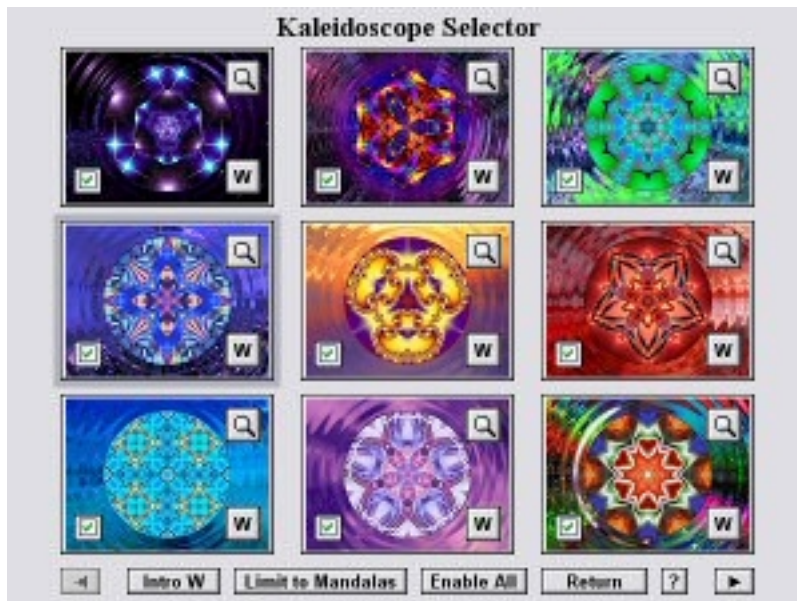 Kaleidoscope Selector
W W W
W W W
W W W
Intro W Limit to Mandalas Enable All Return ?